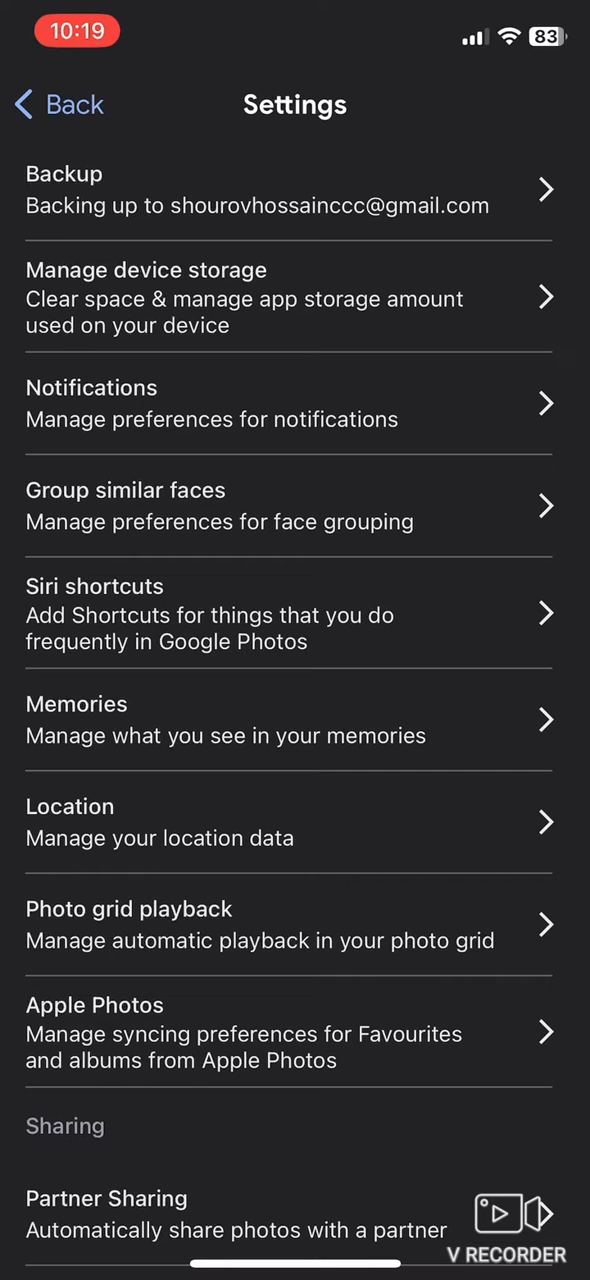 10:19
83
Back
Settings
Backup
Backing up to shourovhossainccc@gmail.com
Manage device storage
Clear space & manage app storage amount
used on your device
Notifications
Manage preferences for notifications
Group similar faces
Manage preferences for face grouping
Siri shortcuts
Add Shortcuts for things that you do
frequently in Google Photos
Memories
Manage what you see in your memories
Location
Manage your location data
Photo grid playback
Manage automatic playback in your photo grid
Apple Photos
Manage syncing preferences for Favourites
and albums from Apple Photos
Sharing
Partner Sharing
Automatically share photos with a partner
V RECORDER